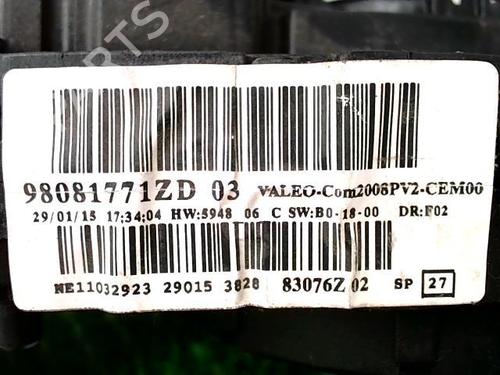 98081771ZD 03 VALEO-Com2008PV2-CEM00
29/01/15 17:34:04 HW:5948 06 C SW:B0-18-00 DR:F02
NE11032923 29015 3828 83076Z 02 SP 27